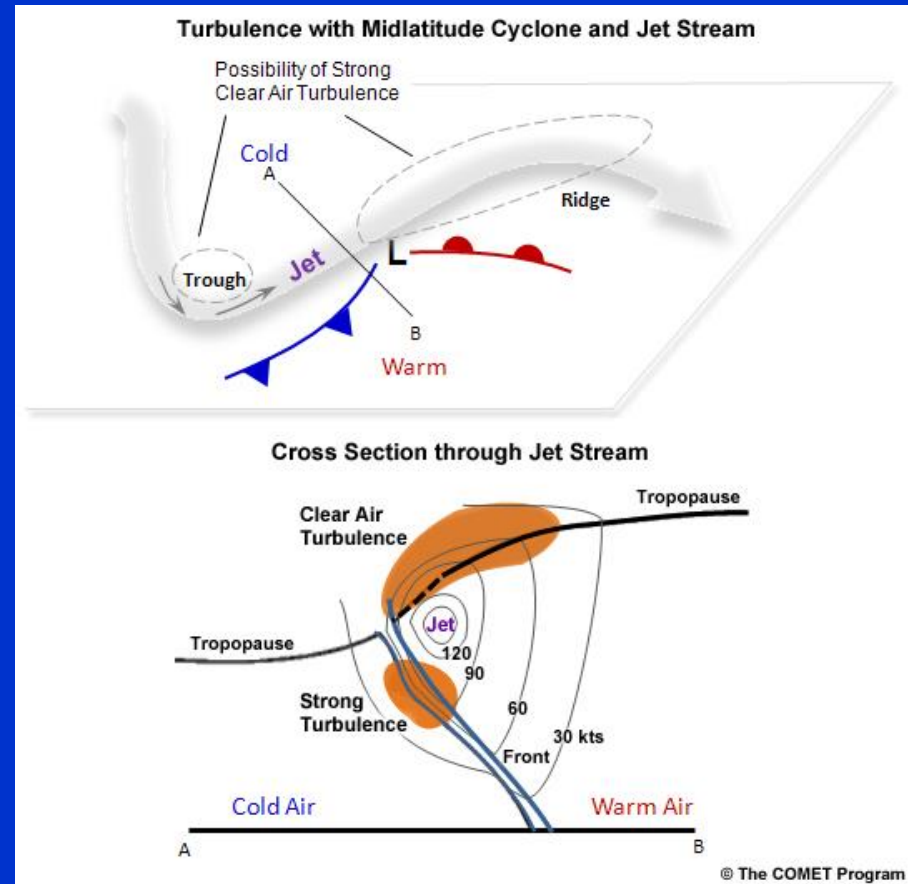 Turbulence with Midlatitude Cyclone and Jet Stream
Possibility of Strong
Clear Air Turbulence
Cold
A
Ridge
Trough
Jet
L
B
Warm
Cross Section through Jet Stream
Tropopause
Clear Air
Turbulence
Jet
Tropopause
120
90
Strong
Turbulence
60
30 kts
Front
Cold Air
Warm Air
A
B
© The COMET Program